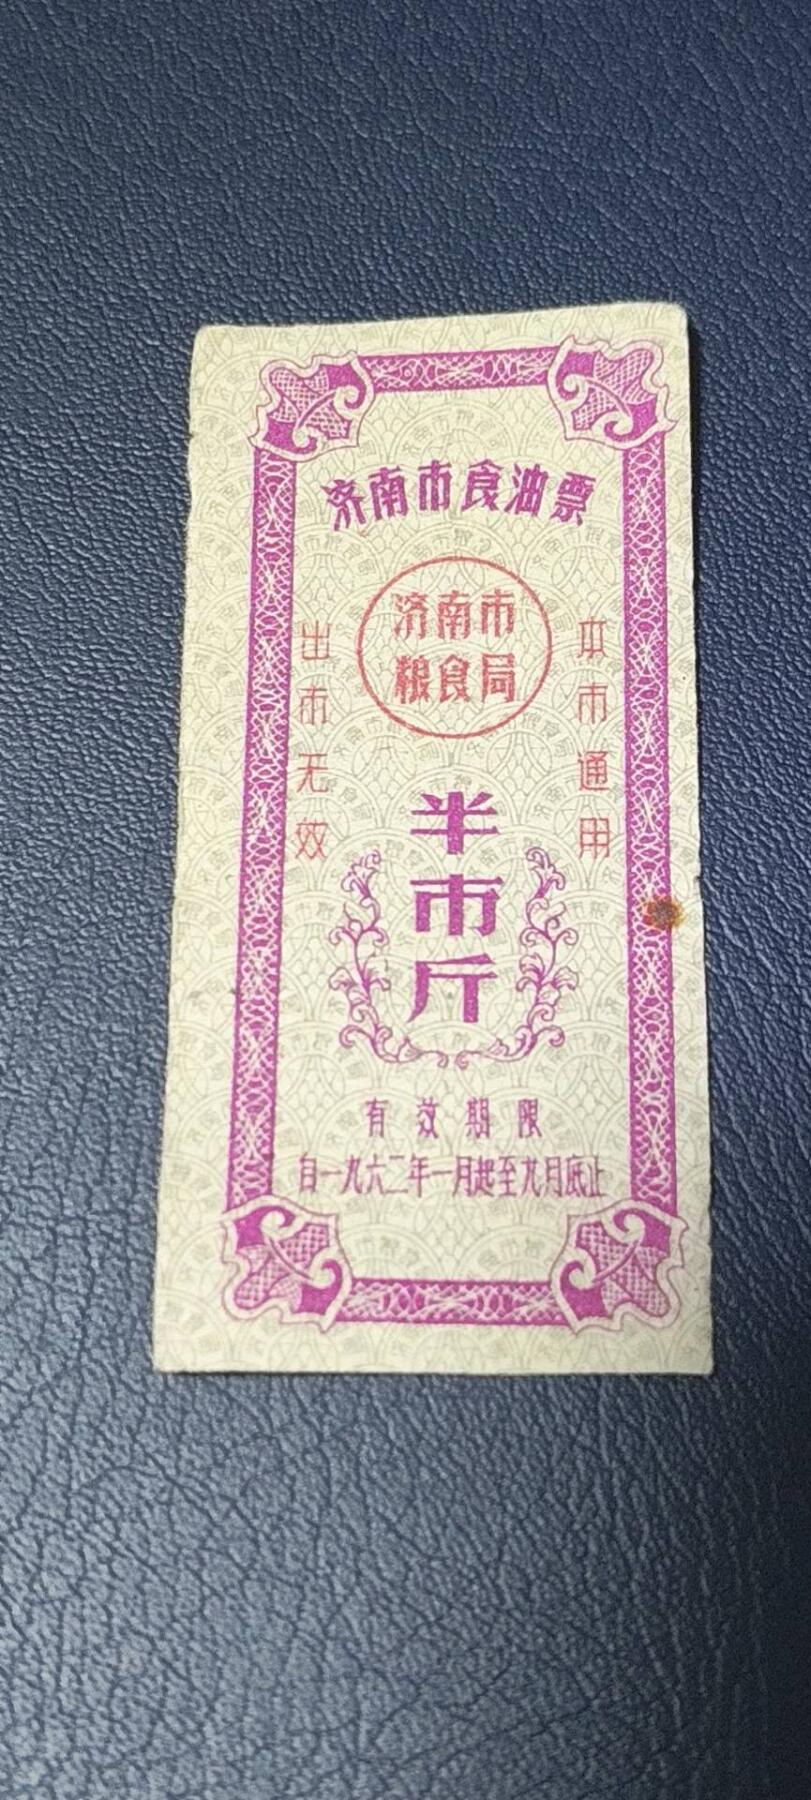 济南市食油票
济南市
粮食局
本市通用
出市无效
半市斤
有效期限
自一九六二年一月起至九月底止